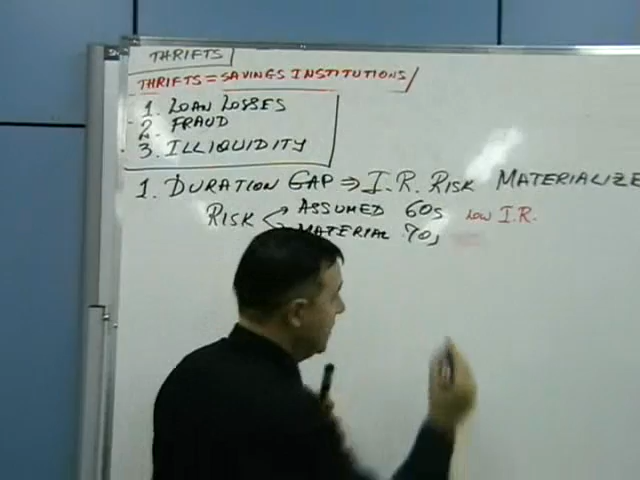 THRIFTS
THRIFTS = SAVINGS INSTITUTIONS
1. LOAN LOSSES
2. FRAUD
3. ILLIQUIDITY
1. DURATION GAP ⇒ I.R. RISK MATERIALIZE
RISK < ASSUMED 60s LOW I.R.
MATERIAL 70s